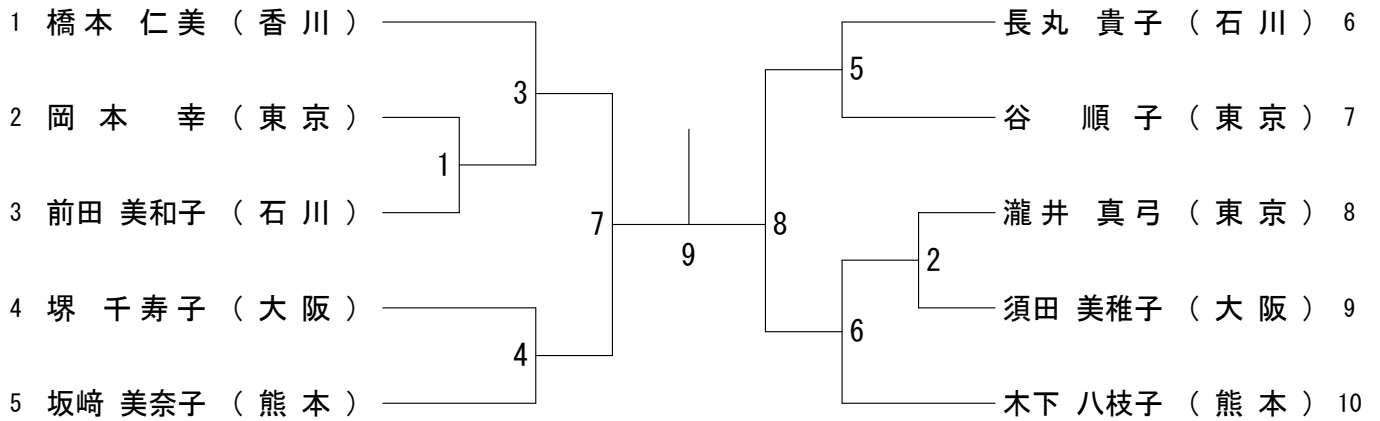 1 橋本 仁美 ( 香 川 )
2 岡 本 幸 ( 東 京 )
3 前田 美和子 ( 石 川 )
4 堺 千寿子 ( 大 阪 )
5 坂﨑 美奈子 ( 熊 本 )
3
1
7
4
9
長丸 貴子 ( 石 川 ) 6
谷 順 子 ( 東 京 ) 7
瀧井 真弓 ( 東 京 ) 8
須田 美稚子 ( 大 阪 ) 9
木下 八枝子 ( 熊 本 ) 10
5
8
2
6